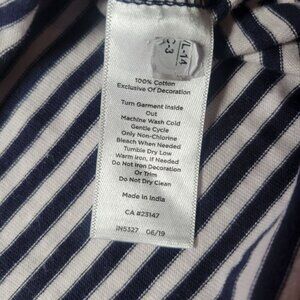 100% Cotton
Exclusive Of Decoration
Turn Garment Inside
Out
Machine Wash Cold
Gentle Cycle
Only Non-Chlorine
Bleach When Needed
Tumble Dry Low
Warm Iron, If Needed
Do Not Iron Decoration
Or Trim
Do Not Dry Clean
Made in India
CA #23147
IN5327 06/19